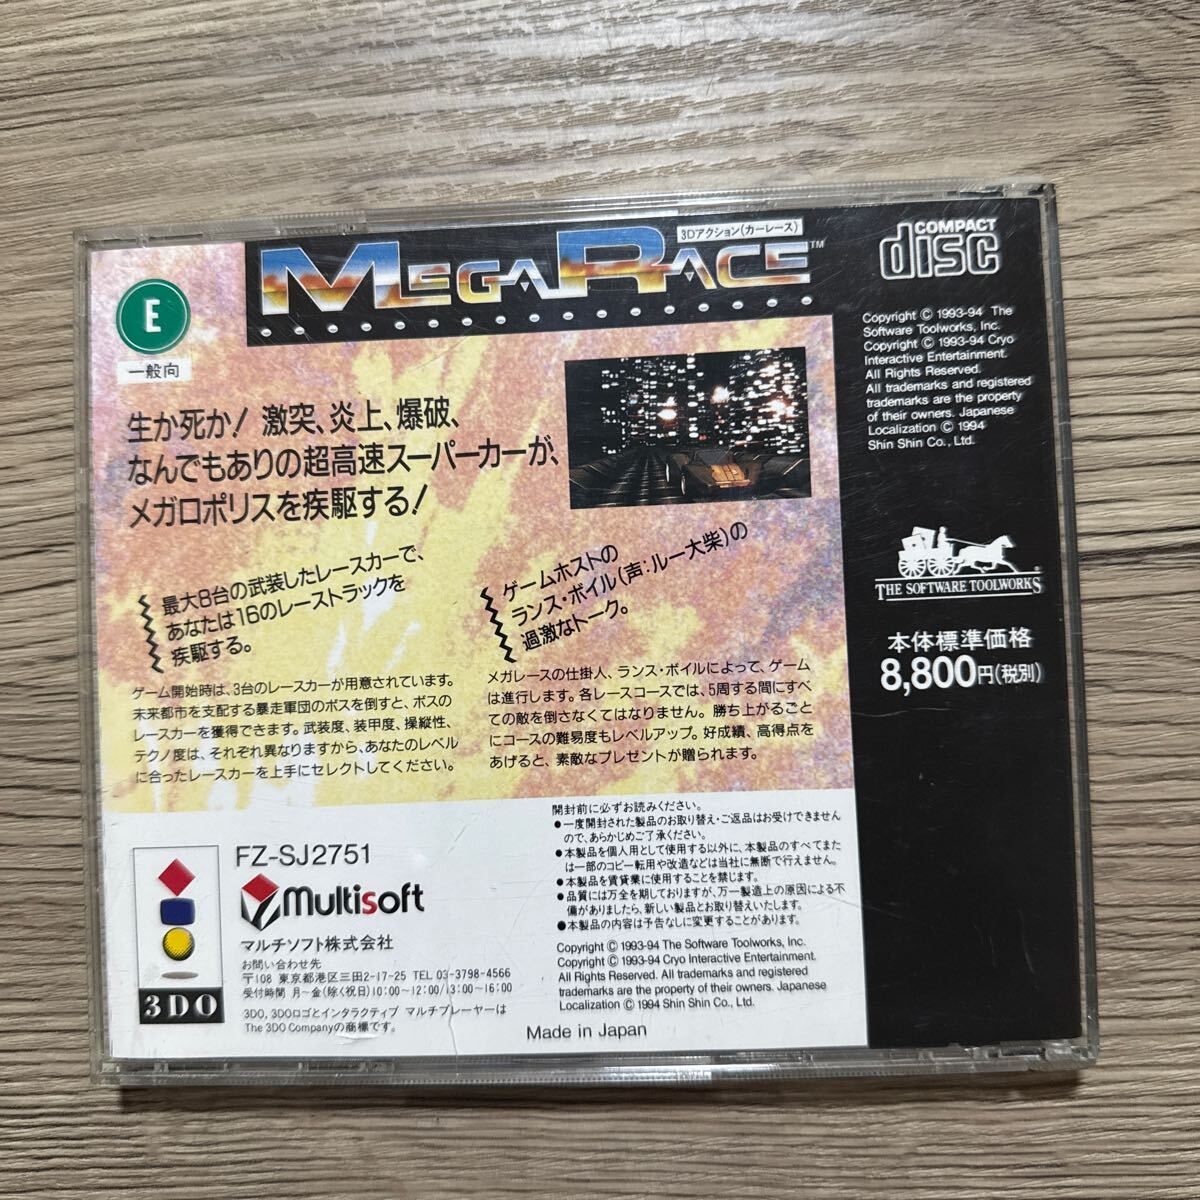 3Dアクション(カーレース)
MEGARACE™
E
一般向
生か死か! 激突、炎上、爆破、
なんでもありの超高速スーパーカーが、
メガロポリスを疾駆する!
最大8台の武装したレースカーで、
あなたは16のレーストラックを
疾駆する。
ゲーム開始時は、3台のレースカーが用意されています。
未来都市を支配する暴走軍団のボスを倒すと、ボスの
レースカーを獲得できます。武装度、装甲度、操縦性、
テクノ度は、それぞれ異なりますから、あなたのレベル
に合ったレースカーを上手にセレクトしてください。
ゲームホストの
ランス・ボイル(声:ルー大柴)の
過激なトーク。
メガレースの仕掛人、ランス・ボイルによって、ゲーム
は進行します。各レースコースでは、5周する間にすべ
ての敵を倒さなくてはなりません。勝ち上がるごと
にコースの難易度もレベルアップ。好成績、高得点を
あげると、素敵なプレゼントが贈られます。
COMPACT
disc
Copyright © 1993-94 The
Software Toolworks, Inc.
Copyright © 1993-94 Cryo
Interactive Entertainment.
All Rights Reserved.
All trademarks and registered
trademarks are the property
of their owners. Japanese
Localization © 1994
Shin Shin Co., Ltd.
THE SOFTWARE TOOLWORKS®
本体標準価格
8,800円(税別)
3DO
FZ-SJ2751
Multisoft
マルチソフト株式会社
お問い合わせ先
〒108 東京都港区三田2-17-25 TEL 03-3798-4566
受付時間 月〜金(除く祝日)10:00〜12:00/13:00〜16:00
3DO, 3DOロゴとインタラクティブ マルチプレーヤーは
The 3DO Companyの商標です。
開封前に必ずお読みください。
●一度開封された製品のお取り替え・ご返品はお受けできません
ので、あらかじめご了承ください。
●本製品を個人用として使用する以外に、本製品のすべてまた
は一部のコピー転用や改造などは当社に無断で行えません。
●本製品を賃貸業に使用することを禁じます。
●品質には万全を期しておりますが、万一製造上の原因による不
備がありましたら、新しい製品とお取り替えいたします。
●本製品の内容は予告なしに変更することがあります。
Copyright © 1993-94 The Software Toolworks, Inc.
Copyright © 1993-94 Cryo Interactive Entertainment.
All Rights Reserved. All trademarks and registered
trademarks are the property of their owners. Japanese
Localization © 1994 Shin Shin Co., Ltd.
Made in Japan